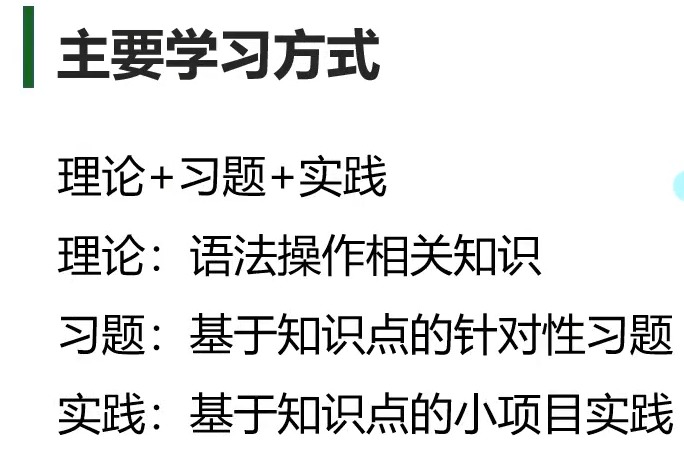 主要学习方式
理论+习题+实践
理论：语法操作相关知识
习题：基于知识点的针对性习题
实践：基于知识点的小项目实践